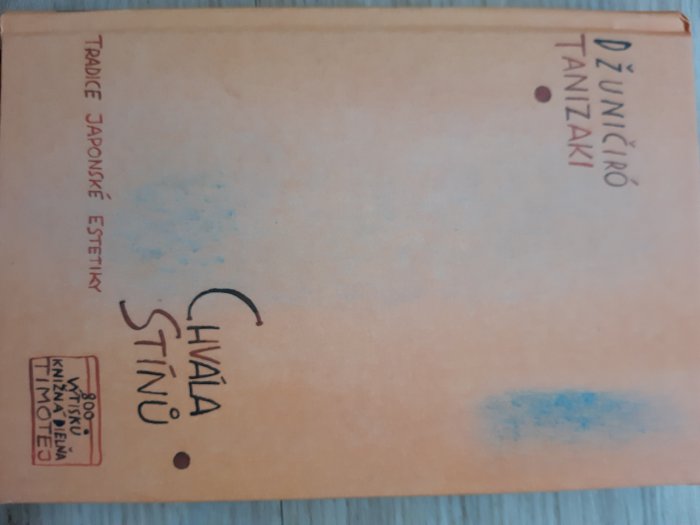 DŽUNIČIRÓ
TANIZAKI
CHVÁLA
STÍNŮ
TRADICE JAPONSKÉ ESTETIKY
800.
VÝTISKŮ
KNIŽNÁ DIELŇA
TIMOTEJ